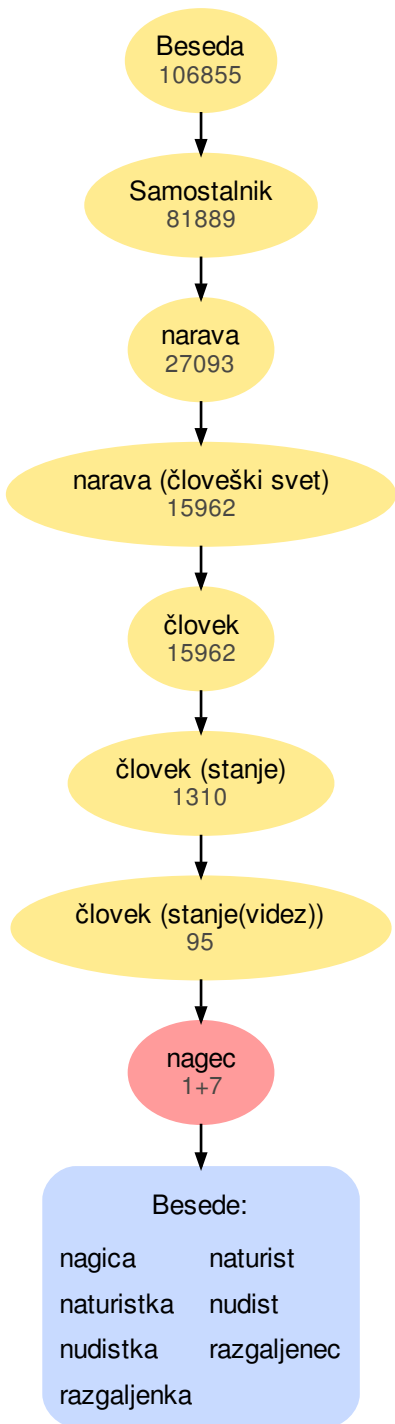 Beseda
106855
Samostalnik
81889
narava
27093
narava (človeški svet)
15962
človek
15962
človek (stanje)
1310
človek (stanje(videz))
95
nagec
1+7
Besede:
nagica naturist
naturistka nudist
nudistka razgaljenec
razgaljenka